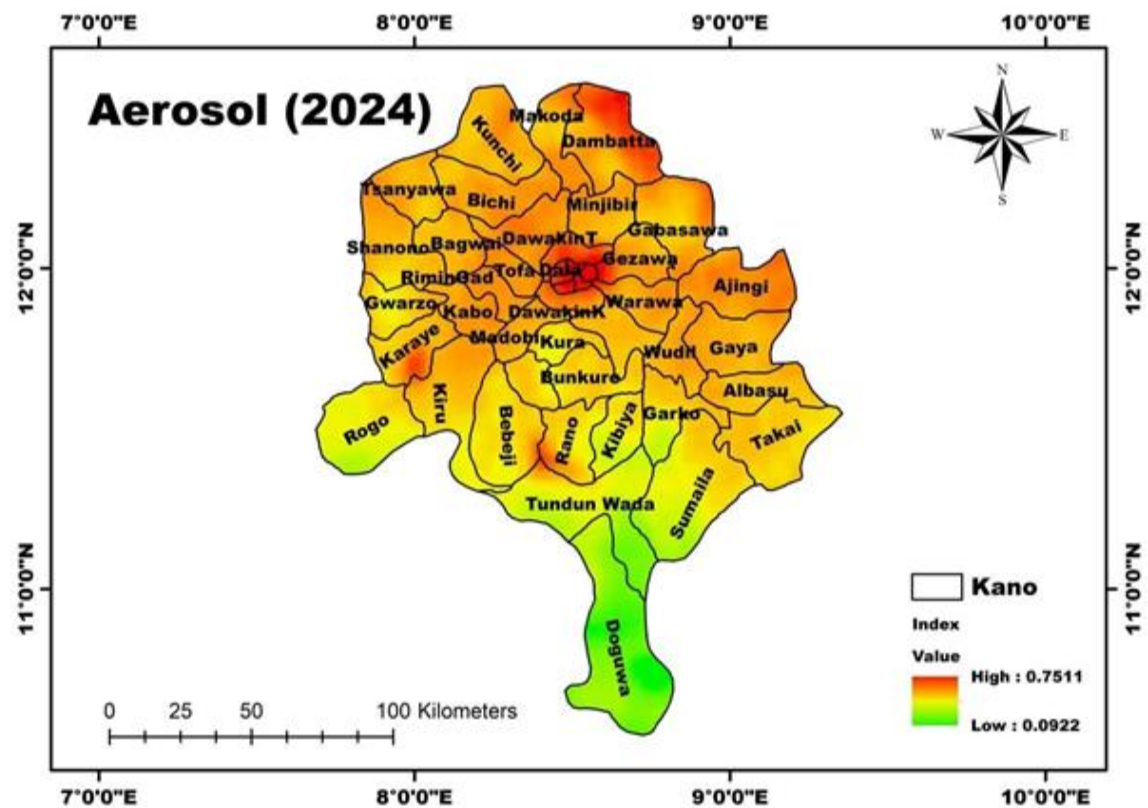 7°0'0"E 8°0'0"E 9°0'0"E 10°0'0"E
Aerosol (2024)
N
W E
S
Makoda
Dambatta
Kunchi
Tsanyawa
Bichi
Minjibir
Gabasawa
12°0'0"N
12°0'0"N
Shanono
Bagwai
DawakinT
Gezawa
RiminGad
Tofa
Dala
Ajingi
Gwarzo
Kabo
DawakinK
Warawa
Karaye
Madobi
Kura
Wudil
Gaya
Bunkure
Albasu
Rogo
Kiru
Bebeji
Rano
Kibiya
Garko
Takai
Tundun Wada
Sumaila
11°0'0"N
11°0'0"N
Doguwa
Kano
Index
Value
High : 0.7511
Low : 0.0922
0 25 50 100 Kilometers
7°0'0"E 8°0'0"E 9°0'0"E 10°0'0"E